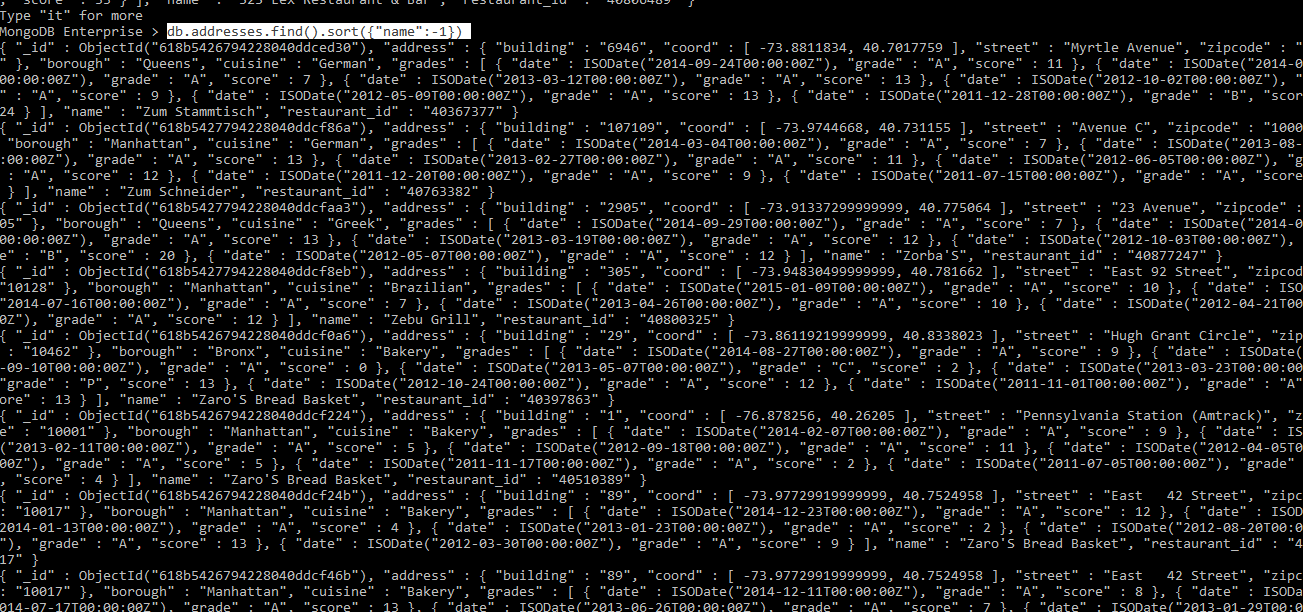 "score" : 55 } ], "name" : "525 Lex Restaurant & Bar", "restaurant_id" : "40800489" }
Type "it" for more
MongoDB Enterprise > db.addresses.find().sort({"name":-1})
{ "_id" : ObjectId("618b5426794228040ddced30"), "address" : { "building" : "6946", "coord" : [ -73.8811834, 40.7017759 ], "street" : "Myrtle Avenue", "zipcode" : "
" }, "borough" : "Queens", "cuisine" : "German", "grades" : [ { "date" : ISODate("2014-09-24T00:00:00Z"), "grade" : "A", "score" : 11 }, { "date" : ISODate("2014-0
00:00:00Z"), "grade" : "A", "score" : 7 }, { "date" : ISODate("2013-03-12T00:00:00Z"), "grade" : "A", "score" : 13 }, { "date" : ISODate("2012-10-02T00:00:00Z"),
" : "A", "score" : 9 }, { "date" : ISODate("2012-05-09T00:00:00Z"), "grade" : "A", "score" : 13 }, { "date" : ISODate("2011-12-28T00:00:00Z"), "grade" : "B", "scor
24 } ], "name" : "Zum Stammtisch", "restaurant_id" : "40367377" }
{ "_id" : ObjectId("618b5427794228040ddcf86a"), "address" : { "building" : "107109", "coord" : [ -73.9744668, 40.731155 ], "street" : "Avenue C", "zipcode" : "1000
"borough" : "Manhattan", "cuisine" : "German", "grades" : [ { "date" : ISODate("2014-03-04T00:00:00Z"), "grade" : "A", "score" : 7 }, { "date" : ISODate("2013-08-
:00:00Z"), "grade" : "A", "score" : 13 }, { "date" : ISODate("2013-02-27T00:00:00Z"), "grade" : "A", "score" : 11 }, { "date" : ISODate("2012-06-05T00:00:00Z"), "g
: "A", "score" : 12 }, { "date" : ISODate("2011-12-20T00:00:00Z"), "grade" : "A", "score" : 9 }, { "date" : ISODate("2011-07-15T00:00:00Z"), "grade" : "A", "score
} ], "name" : "Zum Schneider", "restaurant_id" : "40763382" }
{ "_id" : ObjectId("618b5427794228040ddcfaa3"), "address" : { "building" : "2905", "coord" : [ -73.91337299999999, 40.775064 ], "street" : "23 Avenue", "zipcode" :
05" }, "borough" : "Queens", "cuisine" : "Greek", "grades" : [ { "date" : ISODate("2014-09-29T00:00:00Z"), "grade" : "A", "score" : 7 }, { "date" : ISODate("2014-0
00:00:00Z"), "grade" : "A", "score" : 13 }, { "date" : ISODate("2013-03-19T00:00:00Z"), "grade" : "A", "score" : 12 }, { "date" : ISODate("2012-10-03T00:00:00Z"),
e" : "B", "score" : 20 }, { "date" : ISODate("2012-05-07T00:00:00Z"), "grade" : "A", "score" : 12 } ], "name" : "Zorba'S", "restaurant_id" : "40877247" }
{ "_id" : ObjectId("618b5427794228040ddcf8eb"), "address" : { "building" : "305", "coord" : [ -73.94830499999999, 40.781662 ], "street" : "East 92 Street", "zipcod
"10128" }, "borough" : "Manhattan", "cuisine" : "Brazilian", "grades" : [ { "date" : ISODate("2015-01-09T00:00:00Z"), "grade" : "A", "score" : 10 }, { "date" : ISOD
"2014-07-16T00:00:00Z"), "grade" : "A", "score" : 7 }, { "date" : ISODate("2013-04-26T00:00:00Z"), "grade" : "A", "score" : 10 }, { "date" : ISODate("2012-04-21T00
0Z"), "grade" : "A", "score" : 12 } ], "name" : "Zebu Grill", "restaurant_id" : "40800325" }
{ "_id" : ObjectId("618b5426794228040ddcf0a6"), "address" : { "building" : "29", "coord" : [ -73.86119219999999, 40.8338023 ], "street" : "Hugh Grant Circle", "zip
: "10462" }, "borough" : "Bronx", "cuisine" : "Bakery", "grades" : [ { "date" : ISODate("2014-08-27T00:00:00Z"), "grade" : "A", "score" : 9 }, { "date" : ISODate(
-09-10T00:00:00Z"), "grade" : "A", "score" : 0 }, { "date" : ISODate("2013-05-07T00:00:00Z"), "grade" : "C", "score" : 2 }, { "date" : ISODate("2013-03-23T00:00:00
"grade" : "P", "score" : 13 }, { "date" : ISODate("2012-10-24T00:00:00Z"), "grade" : "A", "score" : 12 }, { "date" : ISODate("2011-11-01T00:00:00Z"), "grade" : "A"
ore" : 13 } ], "name" : "Zaro'S Bread Basket", "restaurant_id" : "40397863" }
{ "_id" : ObjectId("618b5426794228040ddcf224"), "address" : { "building" : "1", "coord" : [ -76.878256, 40.26205 ], "street" : "Pennsylvania Station (Amtrack)", "z
e" : "10001" }, "borough" : "Manhattan", "cuisine" : "Bakery", "grades" : [ { "date" : ISODate("2014-02-07T00:00:00Z"), "grade" : "A", "score" : 9 }, { "date" : IS
("2013-02-11T00:00:00Z"), "grade" : "A", "score" : 5 }, { "date" : ISODate("2012-09-18T00:00:00Z"), "grade" : "A", "score" : 11 }, { "date" : ISODate("2012-04-05T0
00Z"), "grade" : "A", "score" : 5 }, { "date" : ISODate("2011-11-17T00:00:00Z"), "grade" : "A", "score" : 2 }, { "date" : ISODate("2011-07-05T00:00:00Z"), "grade"
, "score" : 4 } ], "name" : "Zaro'S Bread Basket", "restaurant_id" : "40510389" }
{ "_id" : ObjectId("618b5426794228040ddcf24b"), "address" : { "building" : "89", "coord" : [ -73.97729919999999, 40.7524958 ], "street" : "East   42 Street", "zipc
: "10017" }, "borough" : "Manhattan", "cuisine" : "Bakery", "grades" : [ { "date" : ISODate("2014-12-23T00:00:00Z"), "grade" : "A", "score" : 12 }, { "date" : ISOD
2014-01-13T00:00:00Z"), "grade" : "A", "score" : 4 }, { "date" : ISODate("2013-01-23T00:00:00Z"), "grade" : "A", "score" : 2 }, { "date" : ISODate("2012-08-20T00:0
"), "grade" : "A", "score" : 13 }, { "date" : ISODate("2012-03-30T00:00:00Z"), "grade" : "A", "score" : 9 } ], "name" : "Zaro'S Bread Basket", "restaurant_id" : "4
17" }
{ "_id" : ObjectId("618b5426794228040ddcf46b"), "address" : { "building" : "89", "coord" : [ -73.97729919999999, 40.7524958 ], "street" : "East   42 Street", "zipc
: "10017" }, "borough" : "Manhattan", "cuisine" : "Bakery", "grades" : [ { "date" : ISODate("2014-12-11T00:00:00Z"), "grade" : "A", "score" : 8 }, { "date" : ISODa
014-07-17T00:00:00Z"), "grade" : "A", "score" : 13 }, { "date" : ISODate("2013-06-26T00:00:00Z"), "grade" : "A", "score" : 7 }, { "date" : ISODate("2013-01-29T00:0